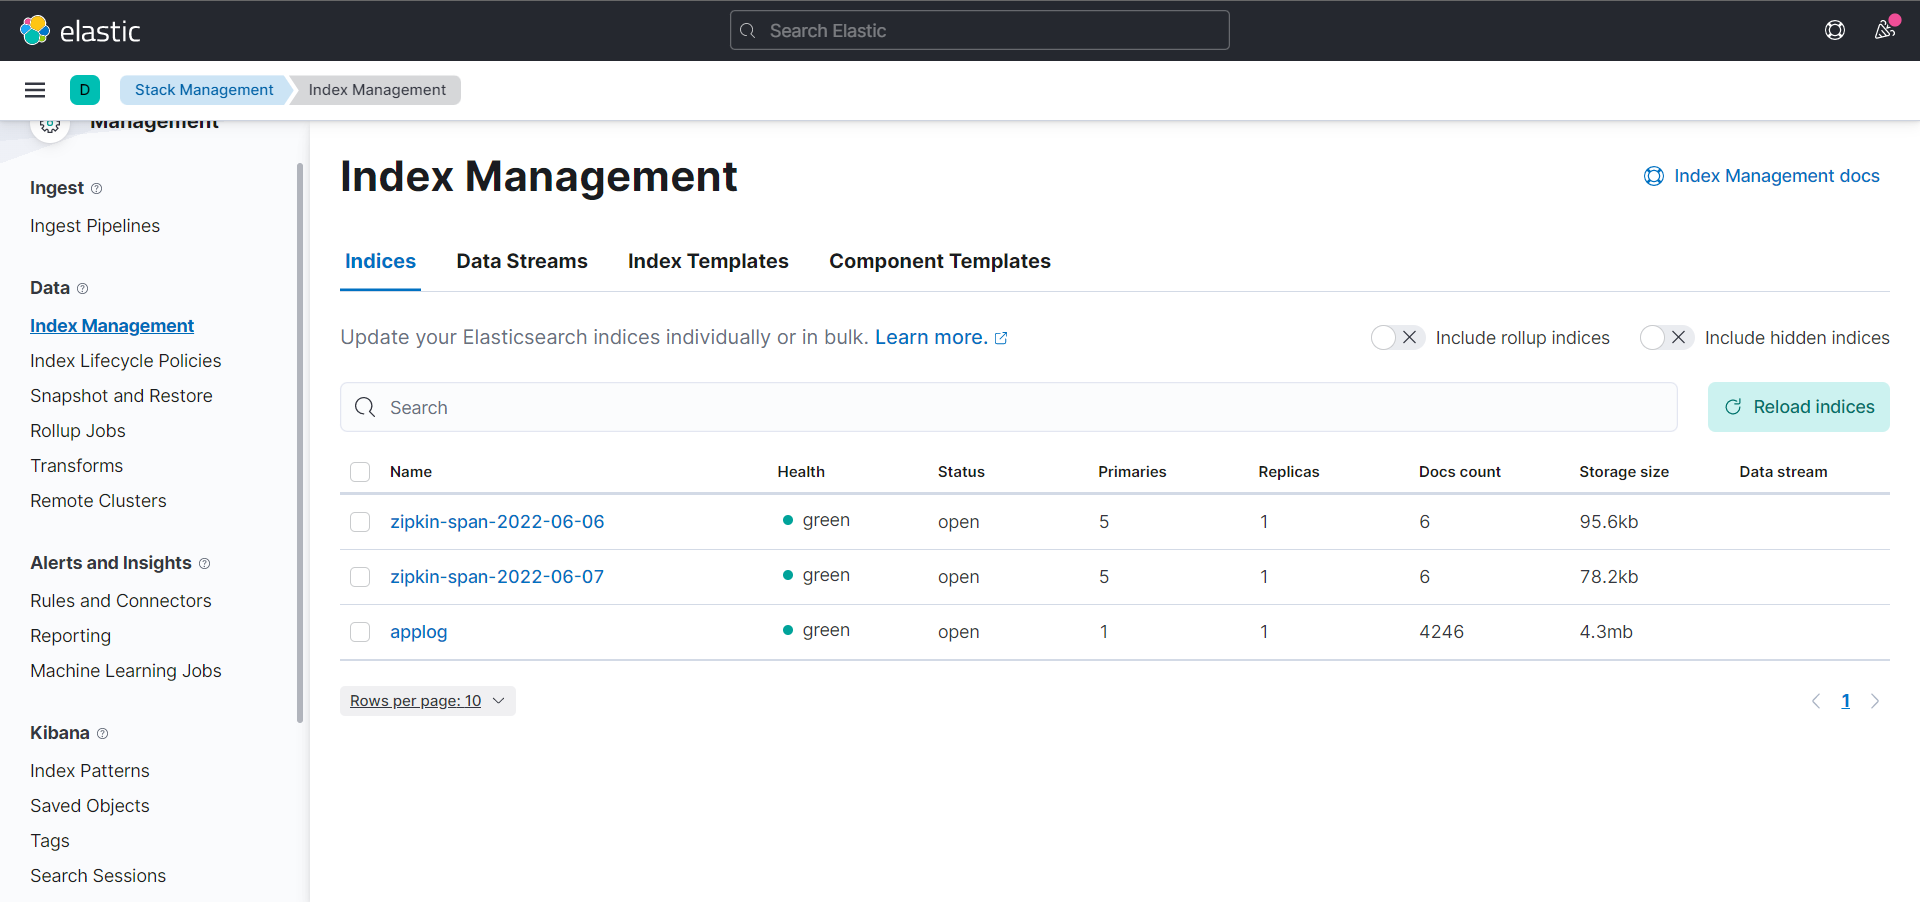 elastic
Search Elastic
D
Stack Management
Index Management
Management
Ingest
Ingest Pipelines
Data
Index Management
Index Lifecycle Policies
Snapshot and Restore
Rollup Jobs
Transforms
Remote Clusters
Alerts and Insights
Rules and Connectors
Reporting
Machine Learning Jobs
Kibana
Index Patterns
Saved Objects
Tags
Search Sessions
Index Management
Index Management docs
Indices Data Streams Index Templates Component Templates
Update your Elasticsearch indices individually or in bulk. Learn more.
Include rollup indices
Include hidden indices
Search
Reload indices
Name Health Status Primaries Replicas Docs count Storage size Data stream
zipkin-span-2022-06-06 green open 5 1 6 95.6kb
zipkin-span-2022-06-07 green open 5 1 6 78.2kb
applog green open 1 1 4246 4.3mb
Rows per page: 10
1